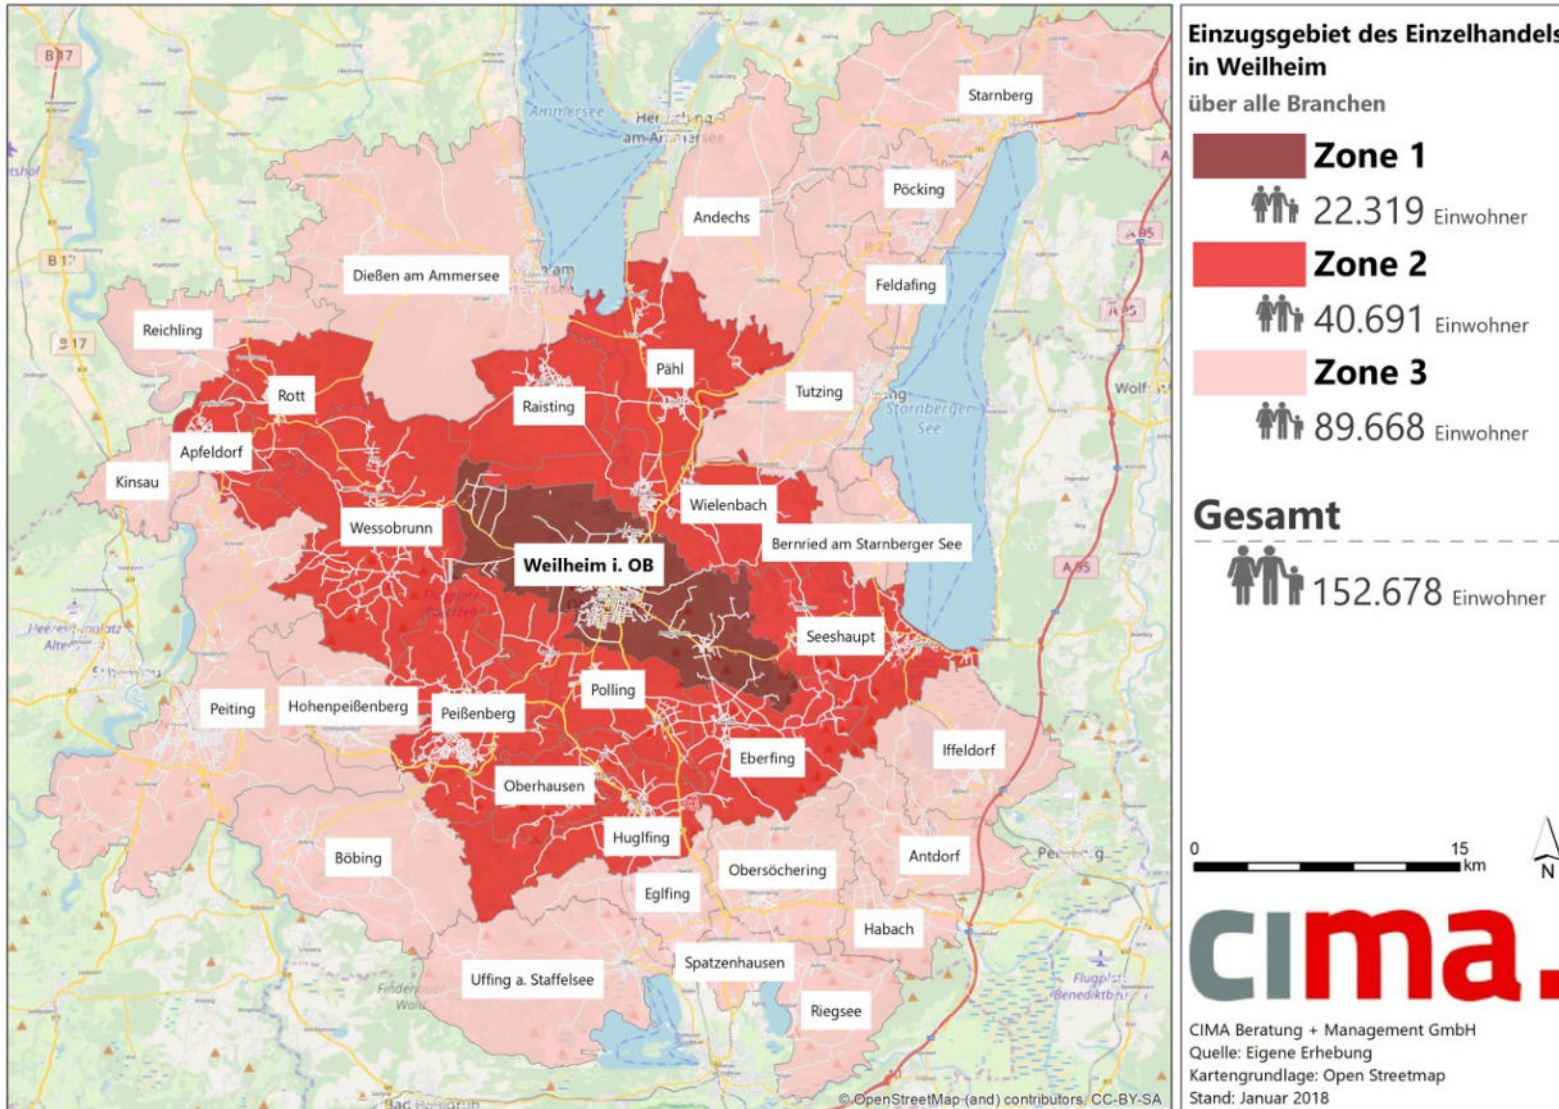 B 17
Ammersee
Starnberg
Pöcking
Andechs
A 95
B 17
Dießen am Ammersee
Feldafing
A 95
Reichling
B 17
Pähl
Rott
Raisting
Tutzing
Starnberger
See
Apfeldorf
Kinsau
Wielenbach
Wessobrunn
Bernried am Starnberger See
Weilheim i. OB
A 95
Seeshaupt
Polling
Peiting
Hohenpeißenberg
Peißenberg
Iffeldorf
Eberfing
Oberhausen
Huglfing
Böbing
Obersöchering
Antdorf
Eglfing
Habach
Spatzenhausen
Uffing a. Staffelsee
Riegsee
© OpenStreetMap (and) contributors, CC-BY-SA
Einzugsgebiet des Einzelhandels
in Weilheim
über alle Branchen
Zone 1
22.319 Einwohner
Zone 2
40.691 Einwohner
Zone 3
89.668 Einwohner
Gesamt
152.678 Einwohner
0 15
km
N
cima.
CIMA Beratung + Management GmbH
Quelle: Eigene Erhebung
Kartengrundlage: Open Streetmap
Stand: Januar 2018